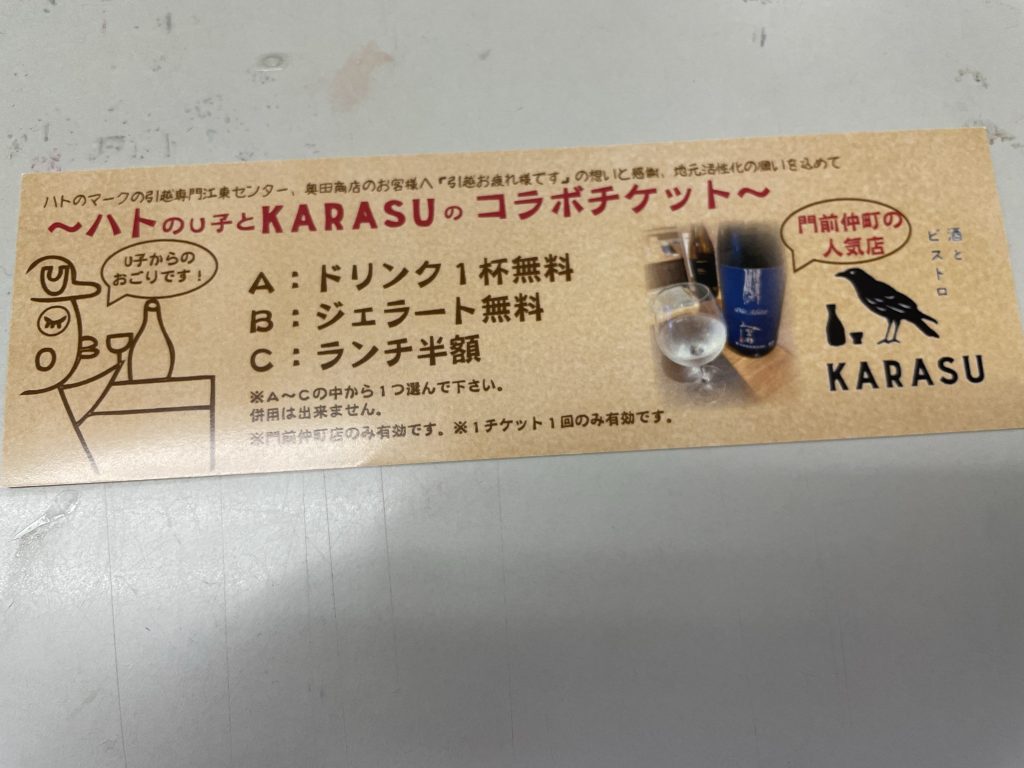 ハトのマークの引越専門江東センター、奥田商店のお客様へ『引越お疲れ様です』の想いと感謝、地元活性化の願いを込めて
～ハトのU子とKARASUのコラボチケット～
U子からの
おごりです！
A：ドリンク1杯無料
B：ジェラート無料
C：ランチ半額
※A～Cの中から1つ選んで下さい。
併用は出来ません。
※門前仲町店のみ有効です。※1チケット1回のみ有効です。
門前仲町の
人気店
酒と
ビストロ
KARASU